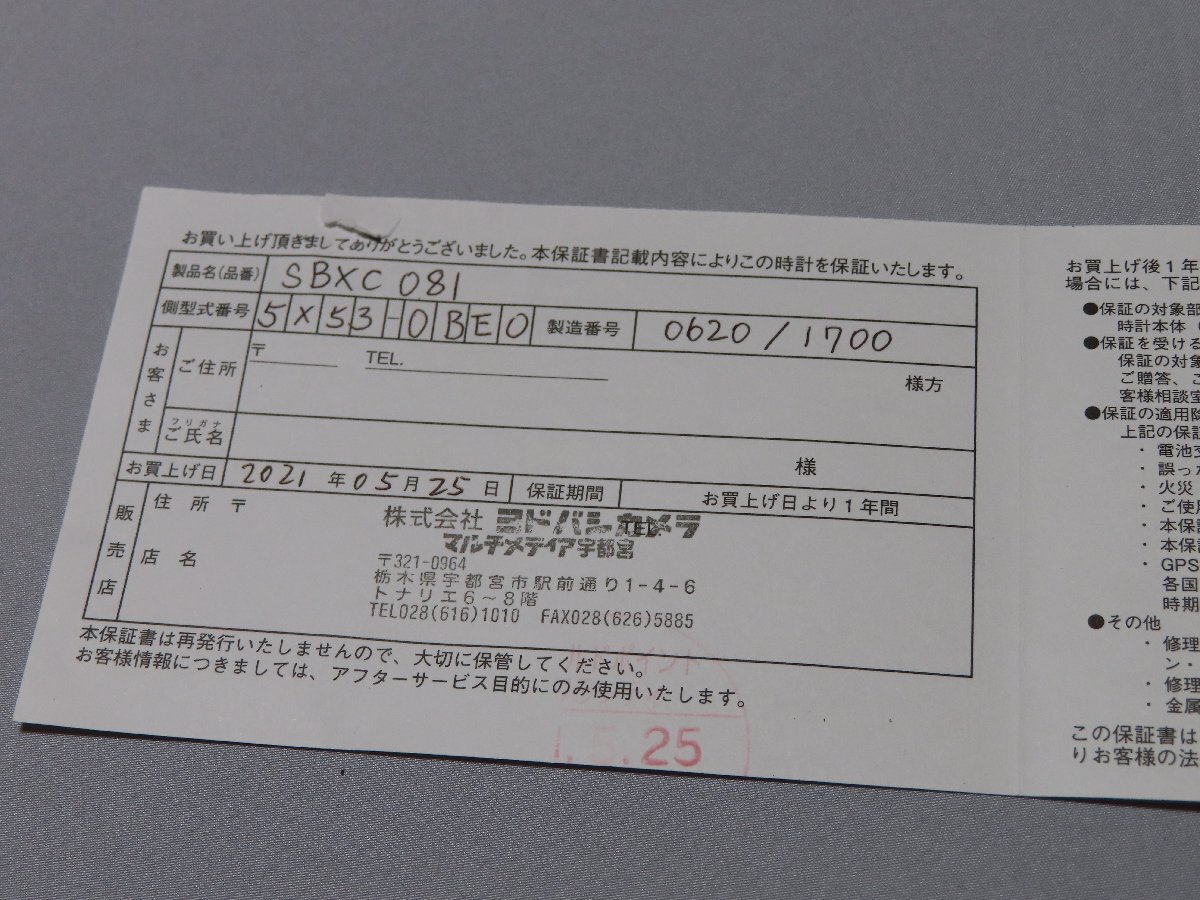 お買い上げ頂きましてありがとうございました。本保証書記載内容によりこの時計を保証いたします。
製品名(品番) SBXC 081
側型式番号 5X53-0BE0 製造番号 0620/1700
お客さま ご住所 〒 TEL. 様方
フリガナ
ご氏名 様
お買上げ日 2021 年 05 月 25 日 保証期間 お買上げ日より1年間
販売店 住所 〒 TEL.
株式会社 ヨドバシカメラ
マルチメディア宇都宮
店名
〒321-0964
栃木県宇都宮市駅前通り1-4-6
トナリエ6～8階
TEL028(616)1010 FAX028(626)5885
本保証書は再発行いたしませんので、大切に保管してください。
お客様情報につきましては、アフターサービス目的にのみ使用いたします。
ポイント
.25
お買上げ後1年
場合には、下記
●保証の対象部
時計本体
●保証を受ける
保証の対象
ご贈答、こ
客様相談室
●保証の適用除
上記の保証
・電池交
・誤った
・火災
・ご使用
・本保証
・本保証
・GPS
各国
時期
●その他
・修理
ン・
・修理
・金属
この保証書は
りお客様の法